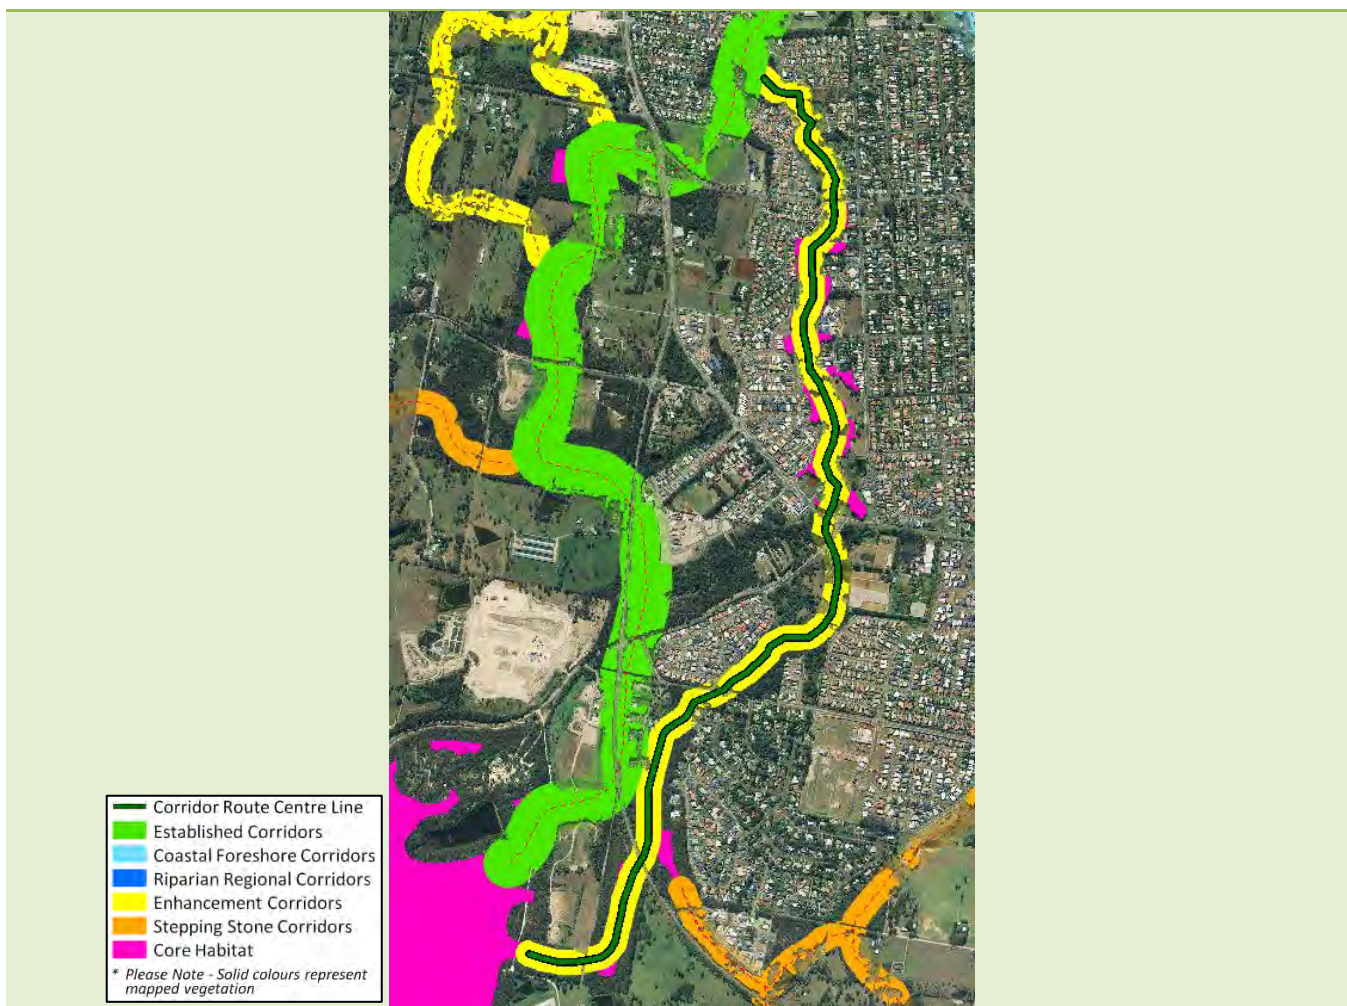 Corridor Route Centre Line
Established Corridors
Coastal Foreshore Corridors
Riparian Regional Corridors
Enhancement Corridors
Stepping Stone Corridors
Core Habitat
* Please Note - Solid colours represent
mapped vegetation